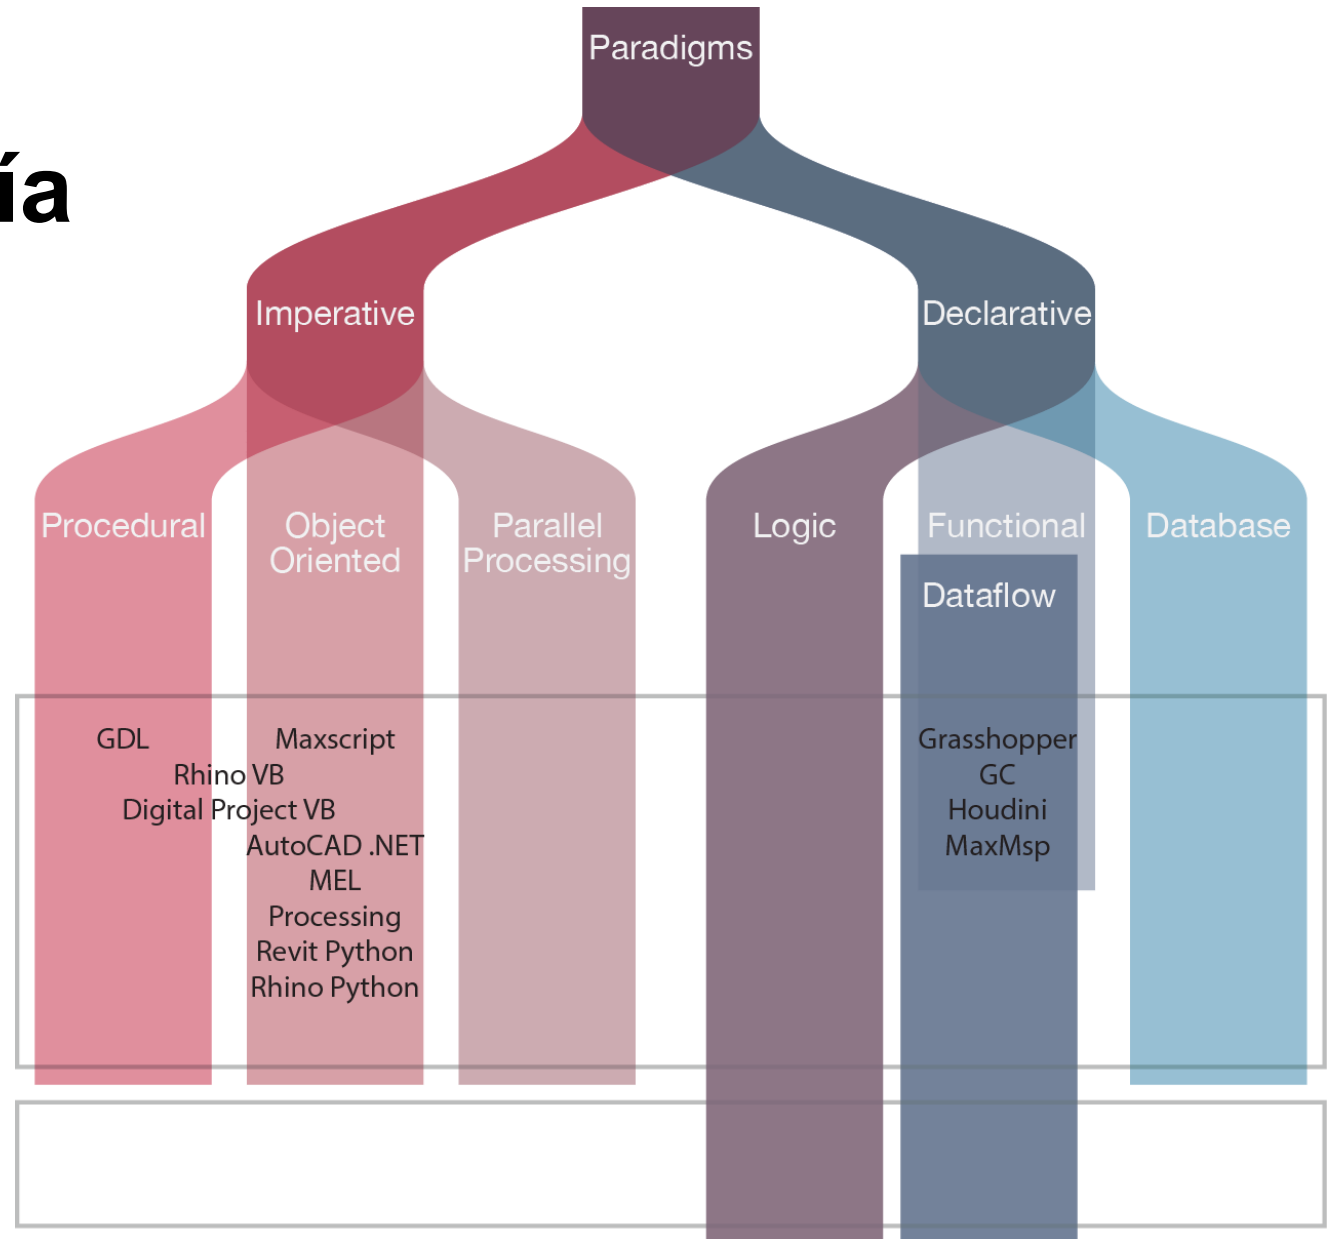 Paradigms
ía
Imperative
Declarative
Procedural
Object
Oriented
Parallel
Processing
Logic
Functional
Database
Dataflow
GDL
Maxscript
Rhino VB
Digital Project VB
AutoCAD .NET
MEL
Processing
Revit Python
Rhino Python
Grasshopper
GC
Houdini
MaxMsp